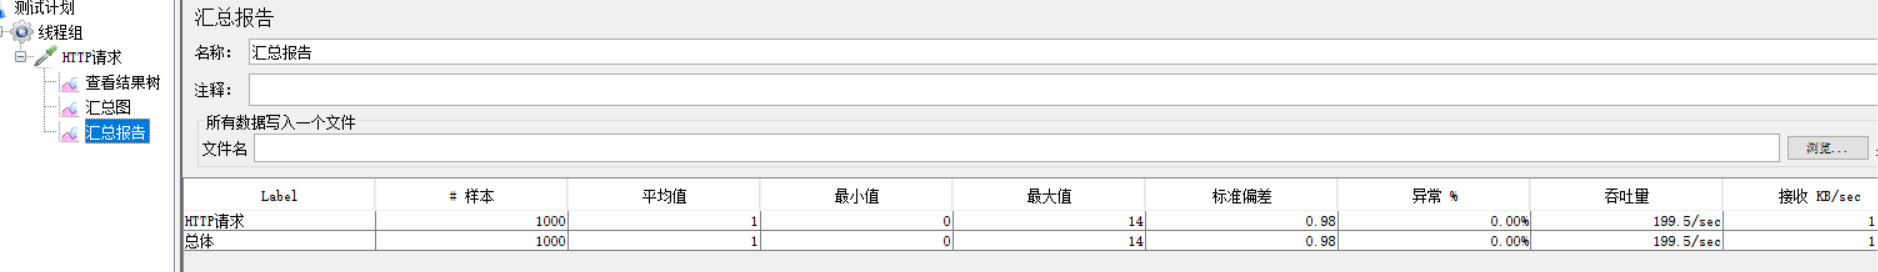 测试计划
线程组
HTTP请求
查看结果树
汇总图
汇总报告
汇总报告
名称： 汇总报告
注释：
所有数据写入一个文件
文件名 浏览...
Label # 样本 平均值 最小值 最大值 标准偏差 异常 % 吞吐量 接收 KB/sec
HTTP请求 1000 1 0 14 0.98 0.00% 199.5/sec 1
总体 1000 1 0 14 0.98 0.00% 199.5/sec 1